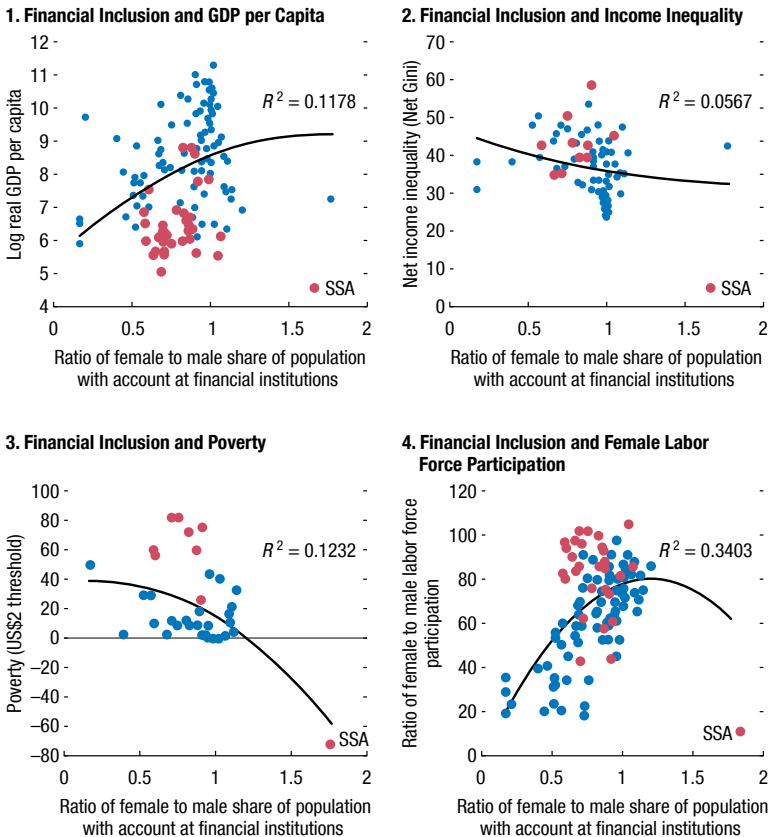 1. Financial Inclusion and GDP per Capita
12
11
10
9
8
7
6
5
4
Log real GDP per capita
R² = 0.1178
SSA
0 0.5 1 1.5 2
Ratio of female to male share of population
with account at financial institutions
2. Financial Inclusion and Income Inequality
70
60
50
40
30
20
10
0
Net income inequality (Net Gini)
R² = 0.0567
SSA
0 0.5 1 1.5 2
Ratio of female to male share of population
with account at financial institutions
3. Financial Inclusion and Poverty
100
80
60
40
20
0
–20
–40
–60
–80
Poverty (US$2 threshold)
R² = 0.1232
SSA
0 0.5 1 1.5 2
Ratio of female to male share of population
with account at financial institutions
4. Financial Inclusion and Female Labor
Force Participation
120
100
80
60
40
20
0
Ratio of female to male labor force
participation
R² = 0.3403
SSA
0 0.5 1 1.5 2
Ratio of female to male share of population
with account at financial institutions